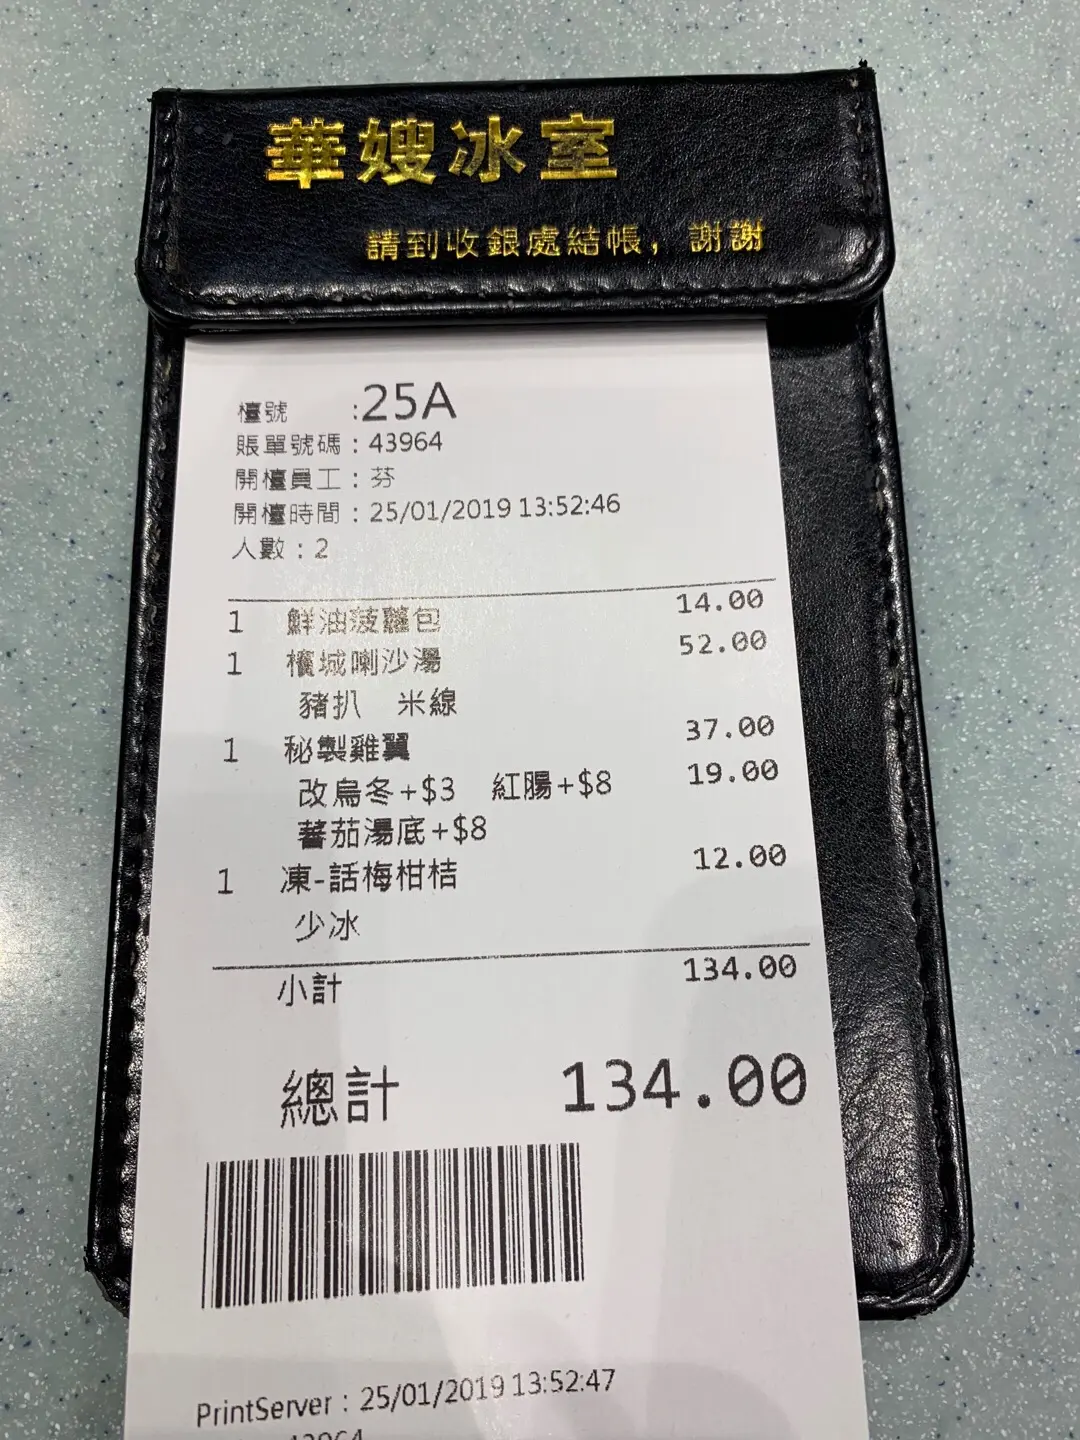 華嫂冰室
請到收銀處結帳，謝謝
檯號 :25A
賬單號碼：43964
開檯員工：芬
開檯時間：25/01/2019 13:52:46
人數：2
1 鮮油菠蘿包 14.00
1 檳城喇沙湯 52.00
豬扒 米線
1 秘製雞翼 37.00
改烏冬+$3 紅腸+$8 19.00
蕃茄湯底+$8
1 凍-話梅柑桔 12.00
少冰
小計 134.00
總計 134.00
PrintServer : 25/01/2019 13:52:47